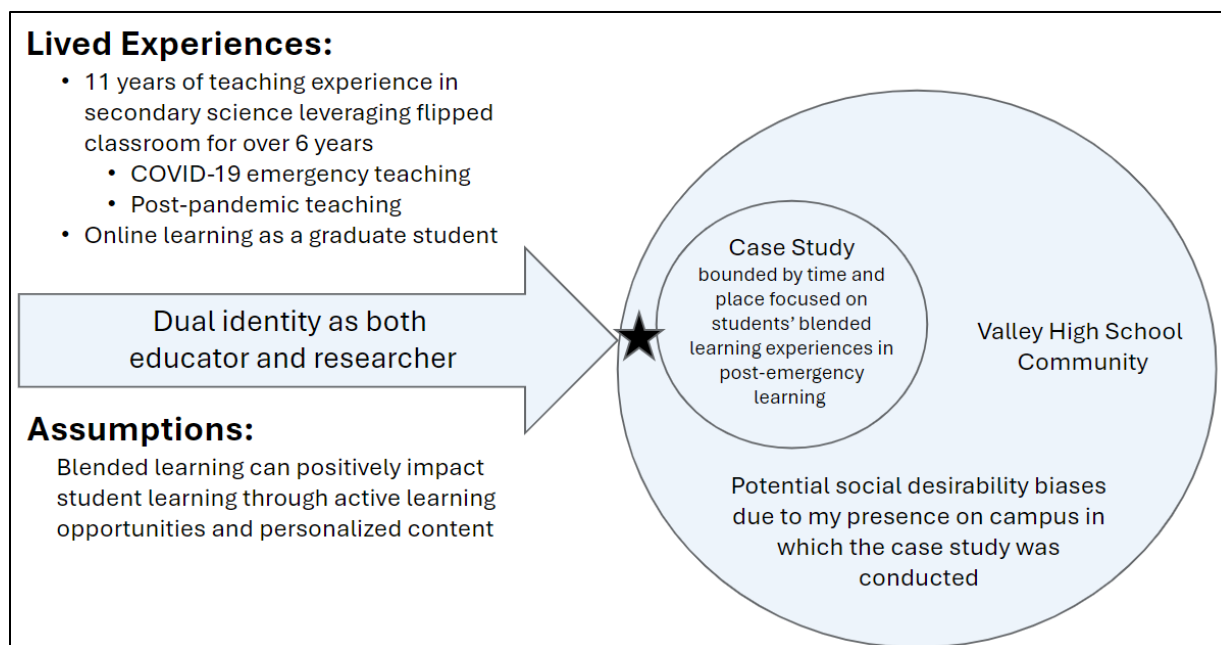 Lived Experiences:
• 11 years of teaching experience in
secondary science leveraging flipped
classroom for over 6 years
• COVID-19 emergency teaching
• Post-pandemic teaching
• Online learning as a graduate student
Dual identity as both
educator and researcher
Assumptions:
Blended learning can positively impact
student learning through active learning
opportunities and personalized content
Case Study
bounded by time and
place focused on
students’ blended
learning experiences in
post-emergency
learning
Valley High School
Community
Potential social desirability biases
due to my presence on campus in
which the case study was
conducted